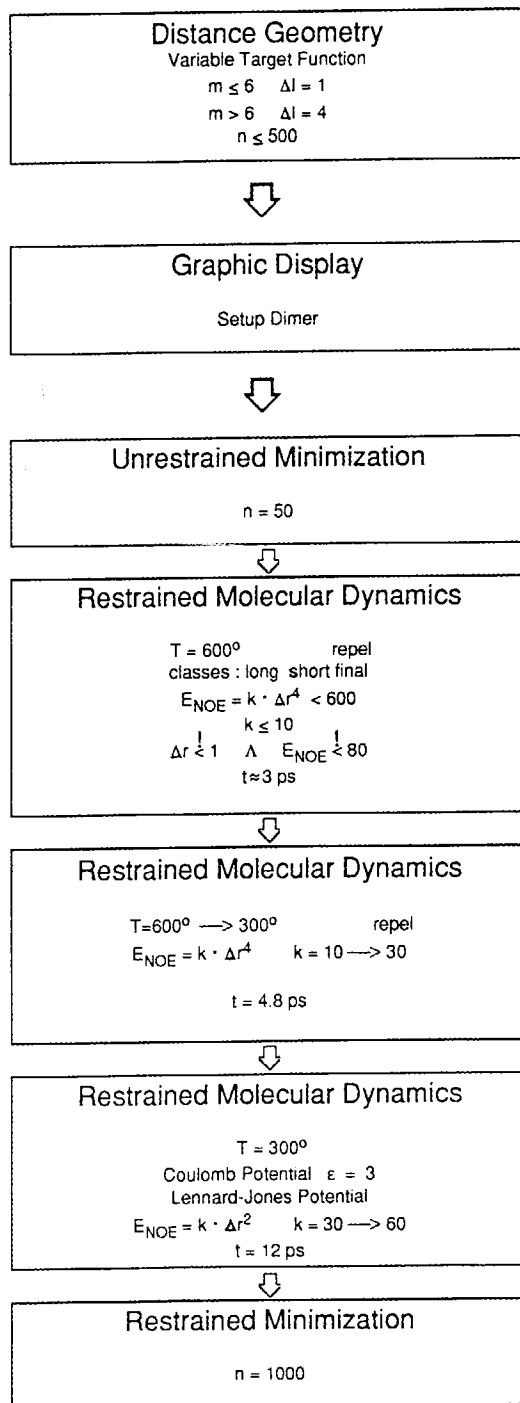 Distance Geometry
Variable Target Function
m ≤ 6 Δl = 1
m > 6 Δl = 4
n ≤ 500
Graphic Display
Setup Dimer
Unrestrained Minimization
n = 50
Restrained Molecular Dynamics
T = 600° repel
classes : long short final
E_NOE = k · Δr⁴ < 600
k ≤ 10
! !
Δr < 1 Λ E_NOE < 80
t≈3 ps
Restrained Molecular Dynamics
T=600° —> 300° repel
E_NOE = k · Δr⁴ k = 10 —> 30
t = 4.8 ps
Restrained Molecular Dynamics
T = 300°
Coulomb Potential ε = 3
Lennard-Jones Potential
E_NOE = k · Δr² k = 30 —> 60
t = 12 ps
Restrained Minimization
n = 1000